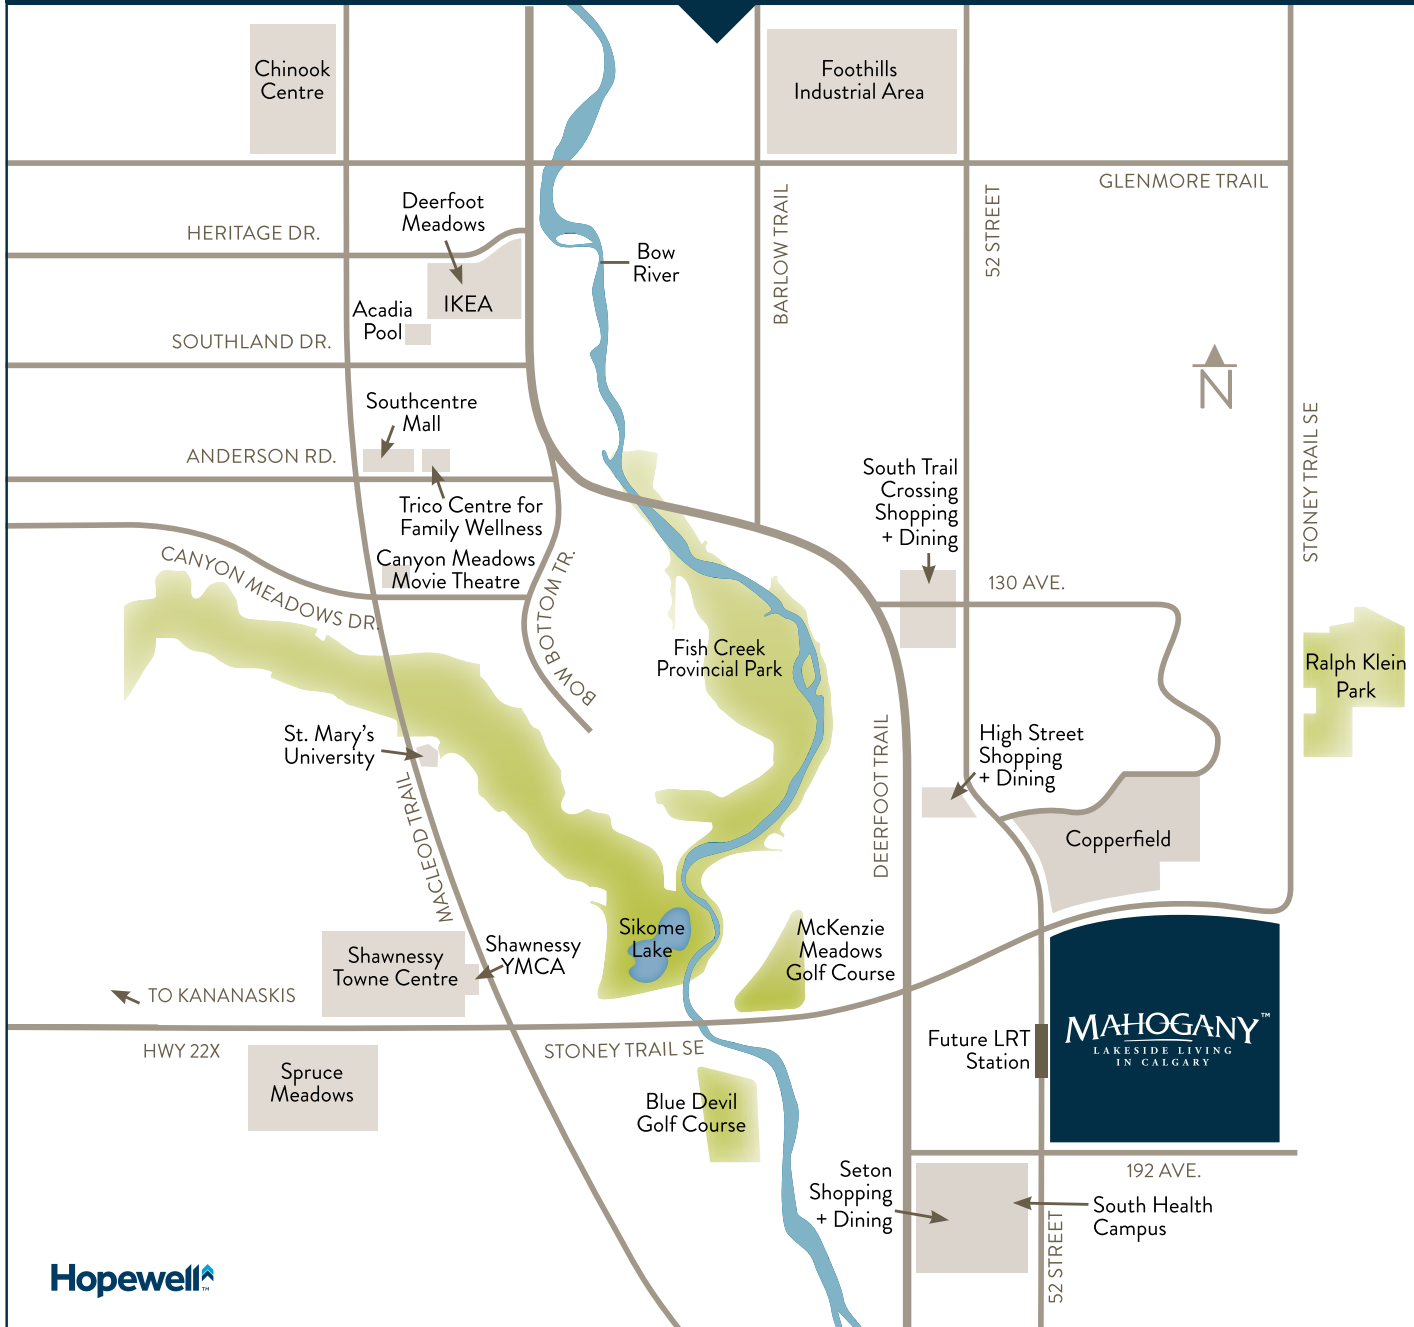 Chinook
Centre
Foothills
Industrial Area
GLENMORE TRAIL
Deerfoot
Meadows
HERITAGE DR.
BARLOW TRAIL
52 STREET
Bow
River
IKEA
Acadia
Pool
SOUTHLAND DR.
N
Southcentre
Mall
ANDERSON RD.
STONEY TRAIL SE
South Trail
Crossing
Shopping
+ Dining
Trico Centre for
Family Wellness
Canyon Meadows
Movie Theatre
CANYON MEADOWS DR.
BOW BOTTOM TR.
130 AVE.
Fish Creek
Provincial Park
Ralph Klein
Park
St. Mary's
University
High Street
Shopping
+ Dining
DEERFOOT TRAIL
MACLEOD TRAIL
Copperfield
Sikome
Lake
McKenzie
Meadows
Golf Course
Shawnessy
Towne Centre
Shawnessy
YMCA
TO KANANASKIS
HWY 22X
STONEY TRAIL SE
Future LRT
Station
MAHOGANY™
LAKESIDE LIVING
IN CALGARY
Spruce
Meadows
Blue Devil
Golf Course
192 AVE.
Seton
Shopping
+ Dining
South Health
Campus
52 STREET
Hopewell™